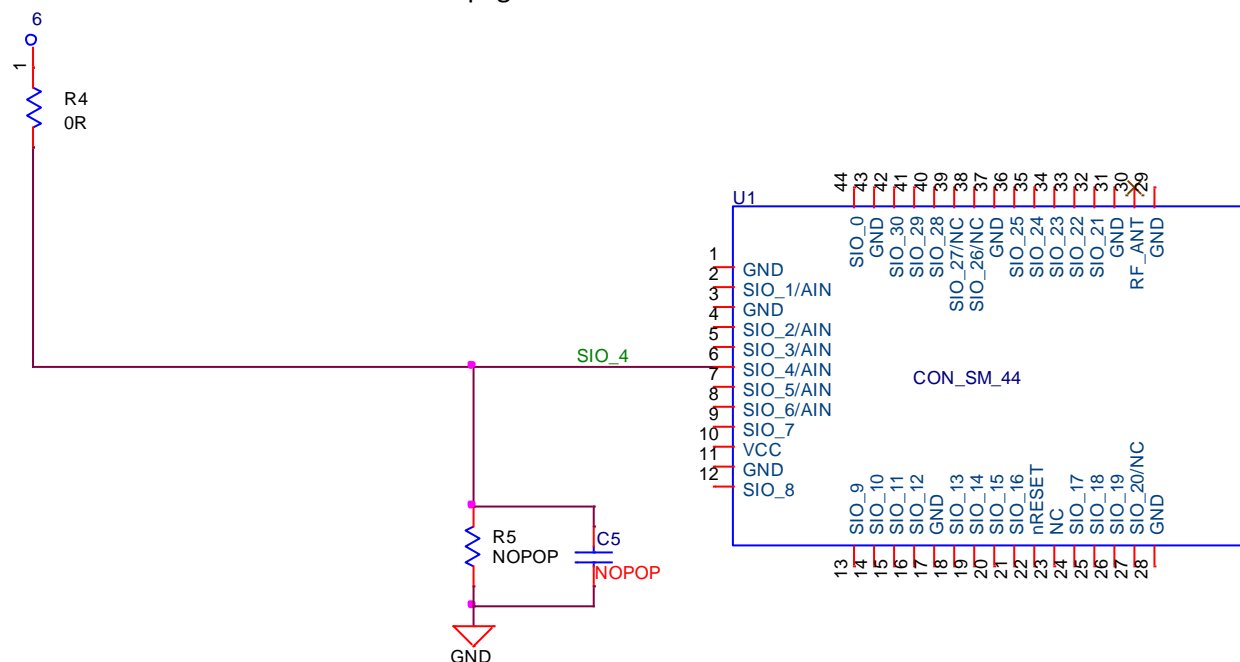 6
1
R4
0R
44
43
42
41
40
39
38
37
36
35
34
33
32
31
30
29
U1
SIO_0
GND
SIO_30
SIO_29
SIO_28
SIO_27/NC
SIO_26/NC
GND
SIO_25
SIO_24
SIO_23
SIO_22
SIO_21
GND
RF_ANT
GND
1
GND
2
SIO_1/AIN
3
GND
4
SIO_2/AIN
5
SIO_3/AIN
SIO_4
6
SIO_4/AIN
7
SIO_5/AIN
8
SIO_6/AIN
9
SIO_7
10
VCC
11
GND
12
SIO_8
CON_SM_44
SIO_9
SIO_10
SIO_11
SIO_12
GND
SIO_13
SIO_14
SIO_15
SIO_16
nRESET
NC
SIO_17
SIO_18
SIO_19
SIO_20/NC
GND
13
14
15
16
17
18
19
20
21
22
23
24
25
26
27
28
R5
NOPOP
C5
NOPOP
GND